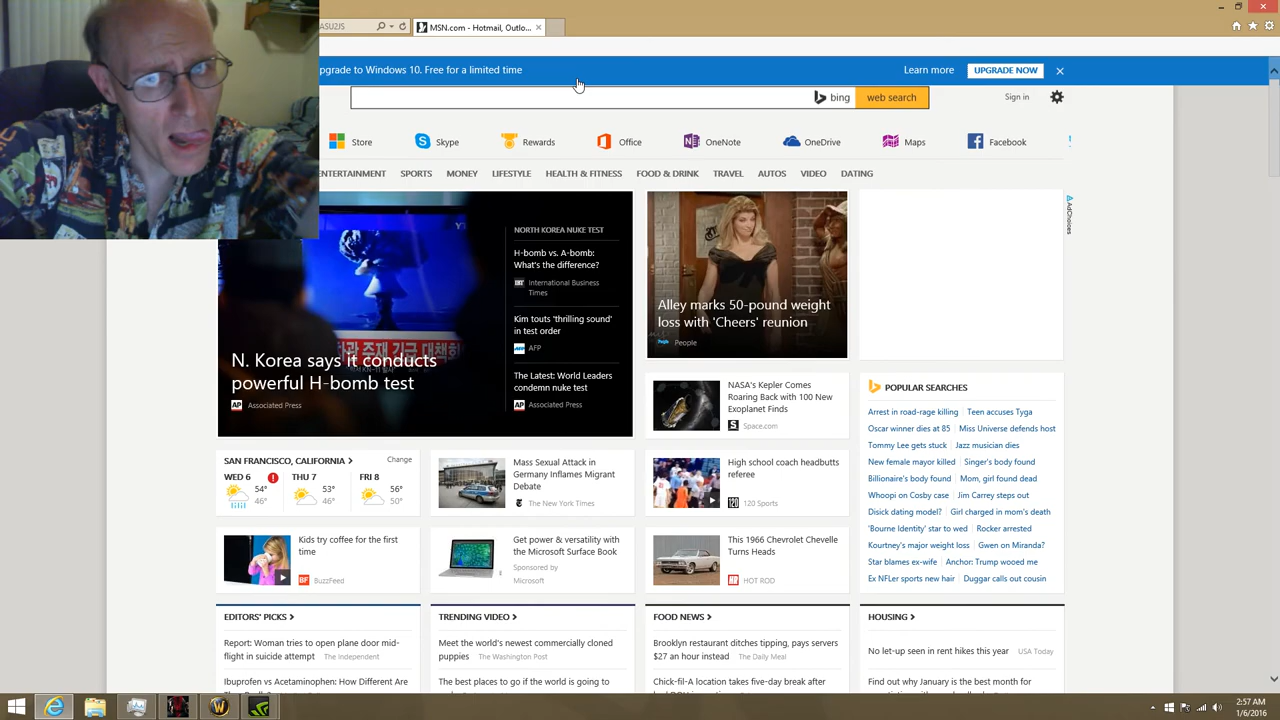 ASU2JS
MSN.com - Hotmail, Outlo...
pgrade to Windows 10. Free for a limited time
Learn more
UPGRADE NOW
bing
web search
Sign in
Store
Skype
Rewards
Office
OneNote
OneDrive
Maps
Facebook
ENTERTAINMENT
SPORTS
MONEY
LIFESTYLE
HEALTH & FITNESS
FOOD & DRINK
TRAVEL
AUTOS
VIDEO
DATING
N. Korea says it conducts
powerful H-bomb test
AP Associated Press
NORTH KOREA NUKE TEST
H-bomb vs. A-bomb:
What's the difference?
IBT International Business
Times
Kim touts 'thrilling sound'
in test order
AFP AFP
The Latest: World Leaders
condemn nuke test
AP Associated Press
Alley marks 50-pound weight
loss with 'Cheers' reunion
People
AdChoices
NASA's Kepler Comes
Roaring Back with 100 New
Exoplanet Finds
Space.com
POPULAR SEARCHES
Arrest in road-rage killing
Teen accuses Tyga
Oscar winner dies at 85
Miss Universe defends host
Tommy Lee gets stuck
Jazz musician dies
New female mayor killed
Singer's body found
Billionaire's body found
Mom, girl found dead
Whoopi on Cosby case
Jim Carrey steps out
Disick dating model?
Girl charged in mom's death
'Bourne Identity' star to wed
Rocker arrested
Kourtney's major weight loss
Gwen on Miranda?
Star blames ex-wife
Anchor: Trump wooed me
Ex NFLer sports new hair
Duggar calls out cousin
SAN FRANCISCO, CALIFORNIA
Change
WED 6
54°
46°
THU 7
53°
46°
FRI 8
56°
50°
Mass Sexual Attack in
Germany Inflames Migrant
Debate
The New York Times
High school coach headbutts
referee
120 Sports
Kids try coffee for the first
time
BF BuzzFeed
Get power & versatility with
the Microsoft Surface Book
Sponsored by
Microsoft
This 1966 Chevrolet Chevelle
Turns Heads
HOT ROD
EDITORS' PICKS
Report: Woman tries to open plane door mid-
flight in suicide attempt The Independent
Ibuprofen vs Acetaminophen: How Different Are
TRENDING VIDEO
Meet the world's newest commercially cloned
puppies The Washington Post
The best places to go if the world is going to
FOOD NEWS
Brooklyn restaurant ditches tipping, pays servers
$27 an hour instead The Daily Meal
Chick-fil-A location takes five-day break after
HOUSING
No let-up seen in rent hikes this year USA Today
Find out why January is the best month for
2:57 AM
1/6/2016